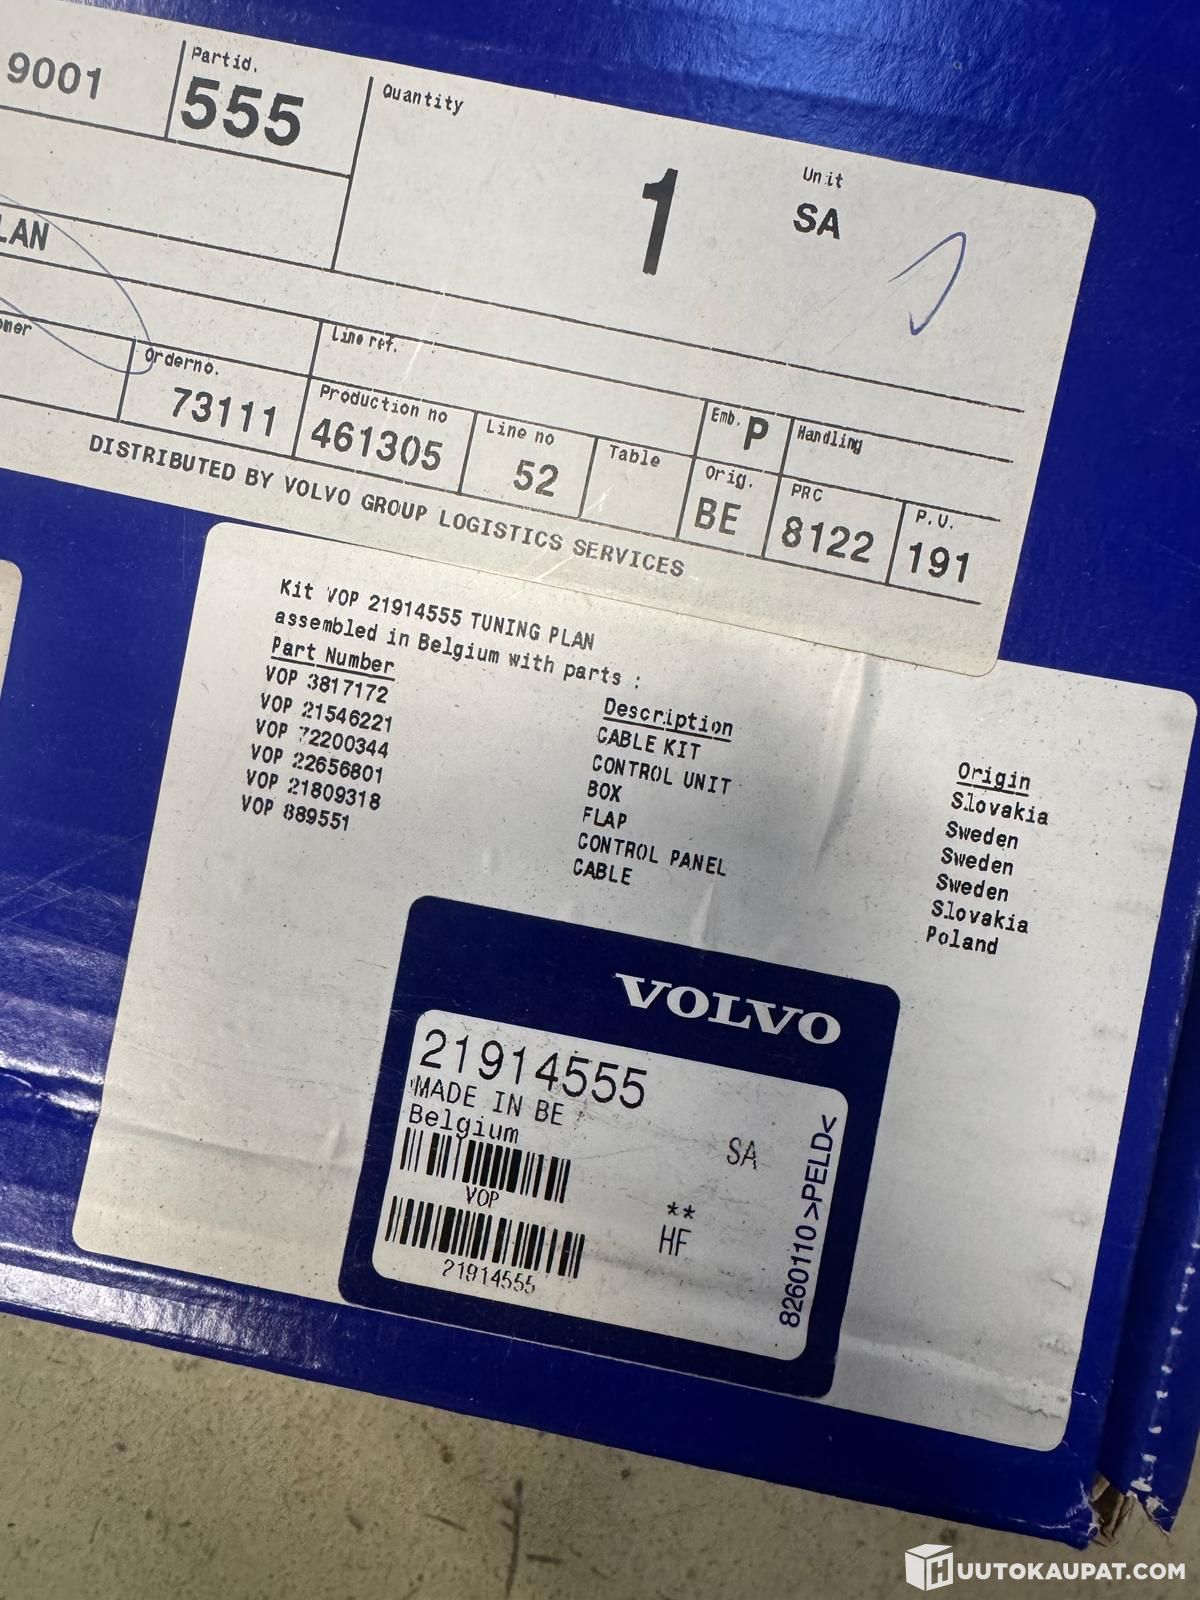 9001
Partid.
555
Quantity
1
Unit
SA
LAN
Orderno.
73111
Line ref.
Production no
461305
Line no
52
Table
Emb.
P
Handling
Orig.
BE
PRC
8122
P.V.
191
DISTRIBUTED BY VOLVO GROUP LOGISTICS SERVICES
Kit VOP 21914555 TUNING PLAN
assembled in Belgium with parts :
Part Number Description Origin
VOP 3817172 CABLE KIT Slovakia
VOP 21546221 CONTROL UNIT Sweden
VOP 72200344 BOX Sweden
VOP 22656801 FLAP Sweden
VOP 21809318 CONTROL PANEL Slovakia
VOP 889551 CABLE Poland
VOLVO
21914555
MADE IN BE
Belgium
SA
VOP
**
HF
21914555
8260110 >PELD<
HUUTOKAUPAT.COM